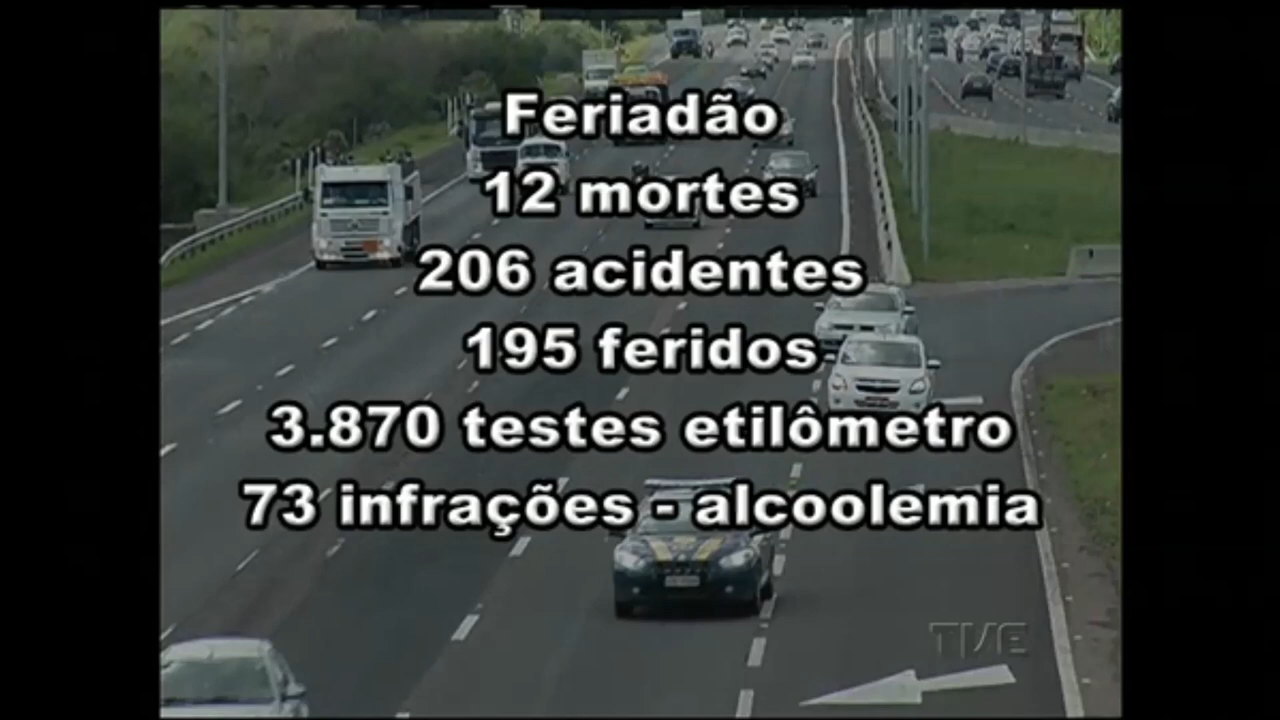 Feriadão
12 mortes
206 acidentes
195 feridos
3.870 testes etilômetro
73 infrações - alcoolemia
TVE